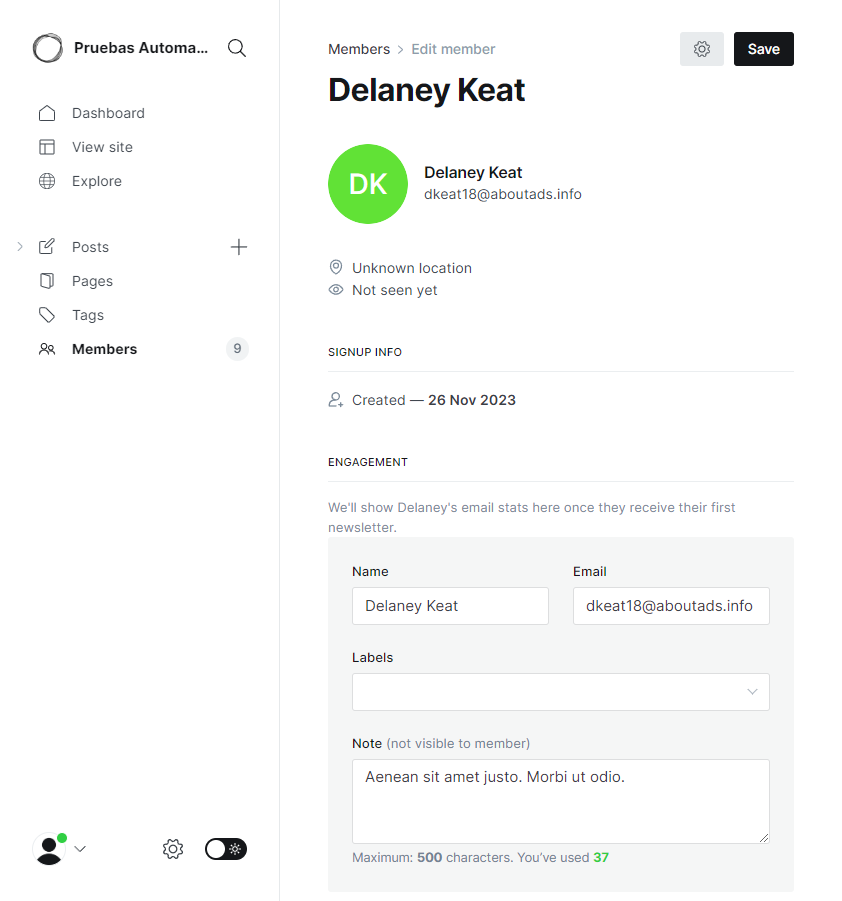 Pruebas Automa...
Dashboard
View site
Explore
Posts
Pages
Tags
Members
9
Members
Edit member
Save
Delaney Keat
DK
Delaney Keat
dkeat18@aboutads.info
Unknown location
Not seen yet
SIGNUP INFO
Created — 26 Nov 2023
ENGAGEMENT
We'll show Delaney's email stats here once they receive their first
newsletter.
Name
Email
Delaney Keat
dkeat18@aboutads.info
Labels
Note (not visible to member)
Aenean sit amet justo. Morbi ut odio.
Maximum: 500 characters. You’ve used 37